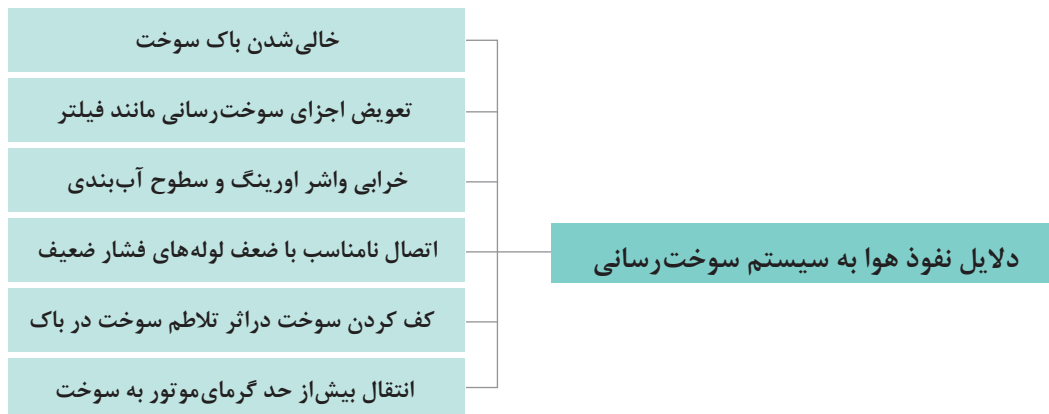 دلایل نفوذ هوا به سیستم سوخت‌رسانی
خالی‌شدن باک سوخت
تعویض اجزای سوخت‌رسانی مانند فیلتر
خرابی واشر اورینگ و سطوح آب‌بندی
اتصال نامناسب با ضعف لوله‌های فشار ضعیف
کف کردن سوخت دراثر تلاطم سوخت در باک
انتقال بیش‌از حد گرمای‌موتور به سوخت